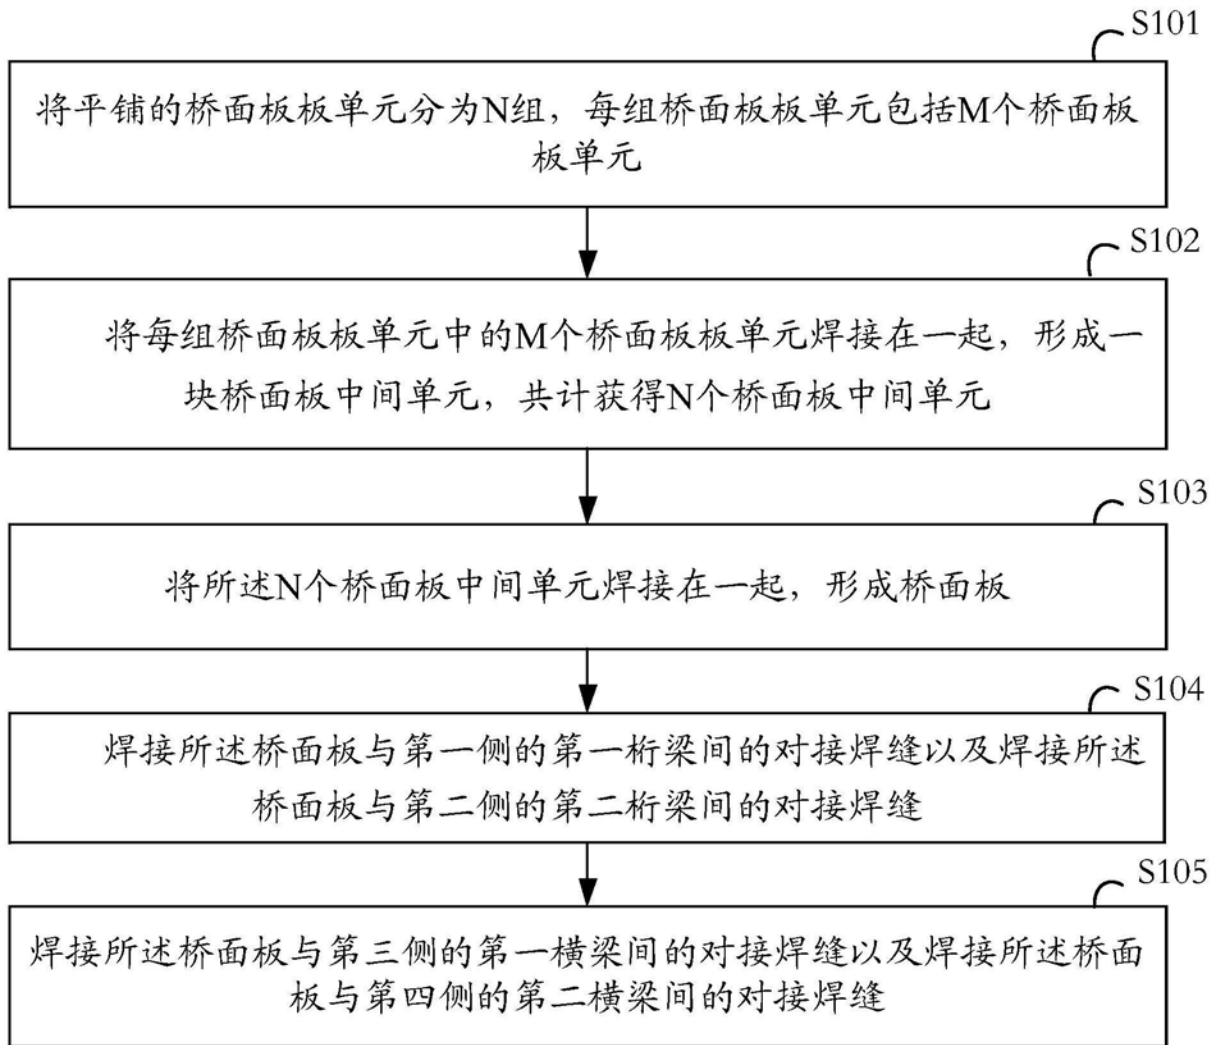 S101
将平铺的桥面板板单元分为N组，每组桥面板板单元包括M个桥面板
板单元
S102
将每组桥面板板单元中的M个桥面板板单元焊接在一起，形成一
块桥面板中间单元，共计获得N个桥面板中间单元
S103
将所述N个桥面板中间单元焊接在一起，形成桥面板
S104
焊接所述桥面板与第一侧的第一桁梁间的对接焊缝以及焊接所述
桥面板与第二侧的第二桁梁间的对接焊缝
S105
焊接所述桥面板与第三侧的第一横梁间的对接焊缝以及焊接所述桥面
板与第四侧的第二横梁间的对接焊缝